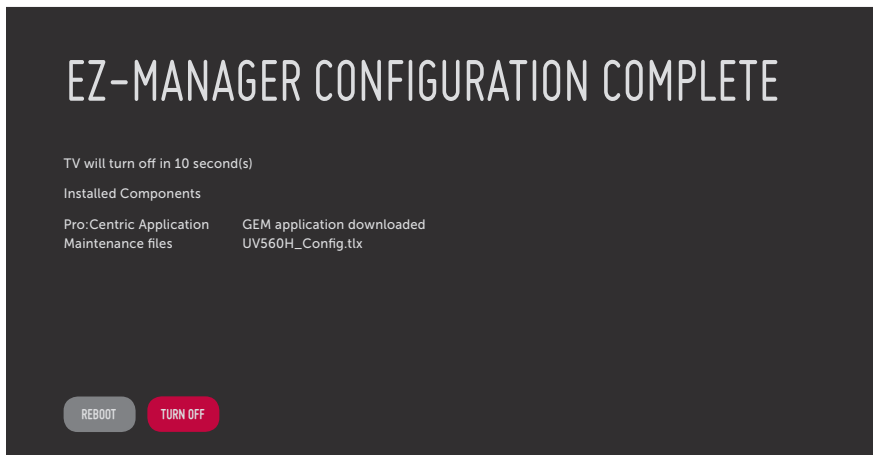 EZ-MANAGER CONFIGURATION COMPLETE
TV will turn off in 10 second(s)
Installed Components
Pro:Centric Application GEM application downloaded
Maintenance files UV560H_Config.tlx
REBOOT TURN OFF